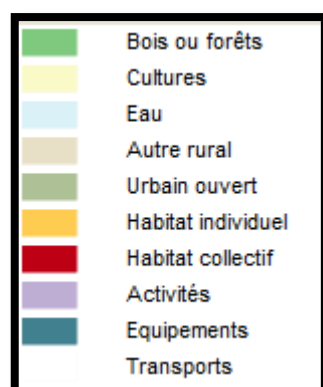 Bois ou forêts
Cultures
Eau
Autre rural
Urbain ouvert
Habitat individuel
Habitat collectif
Activités
Equipements
Transports